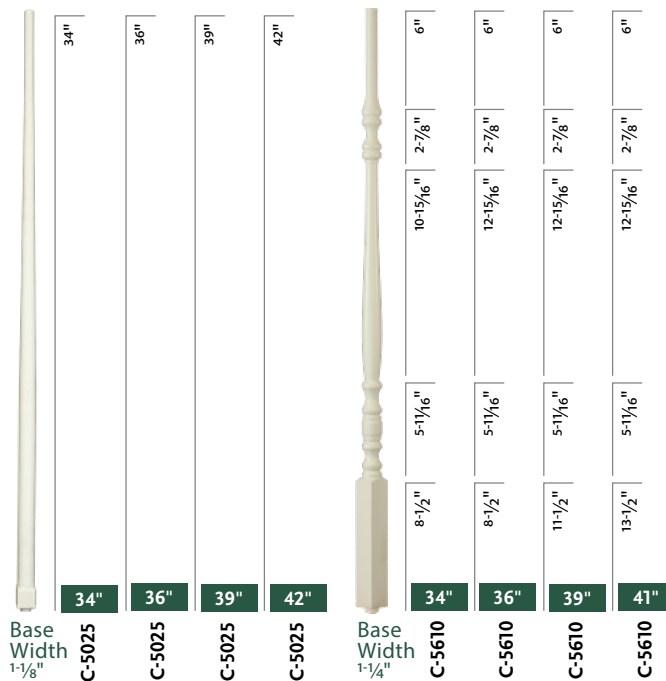 34" 36" 39" 42"
6" 6" 6" 6"
2-7/8" 2-7/8" 2-7/8" 2-7/8"
10-15/16" 12-15/16" 12-15/16" 12-15/16"
5-11/16" 5-11/16" 5-11/16" 5-11/16"
8-1/2" 8-1/2" 11-1/2" 13-1/2"
34" 36" 39" 42"
34" 36" 39" 41"
Base
Width
1-1/8"
C-5025 C-5025 C-5025 C-5025
Base
Width
1-1/4"
C-5610 C-5610 C-5610 C-5610